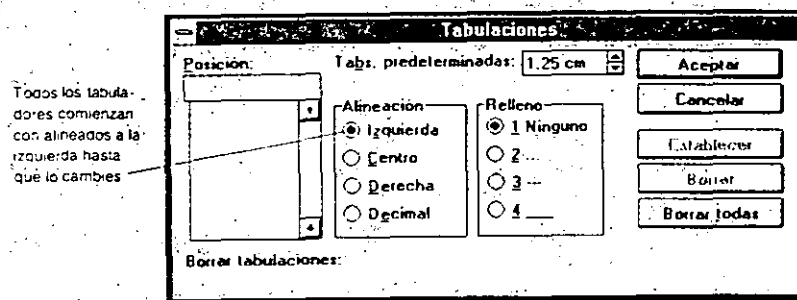 Tabulaciones
Posición:
Tabs. predeterminadas: 1,25 cm
Aceptar
Cancelar
Establecer
Borrar
Borrar todas
Alineación
Izquierda
Centro
Derecha
Decimal
Relleno
1 Ninguno
2 ...
3 ---
4 ___
Borrar tabulaciones:
Todos los tabula-
dores comienzan
con alineados a la
izquierda hasta
que lo cambies